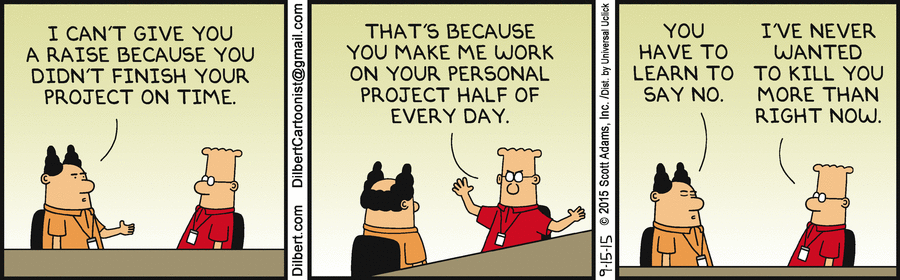 I CAN'T GIVE YOU
A RAISE BECAUSE YOU
DIDN'T FINISH YOUR
PROJECT ON TIME.
Dilbert.com DilbertCartoonist@gmail.com
THAT'S BECAUSE
YOU MAKE ME WORK
ON YOUR PERSONAL
PROJECT HALF OF
EVERY DAY.
9-15-15 © 2015 Scott Adams, Inc. /Dist. by Universal Uclick
YOU
HAVE TO
LEARN TO
SAY NO.
I'VE NEVER
WANTED
TO KILL YOU
MORE THAN
RIGHT NOW.